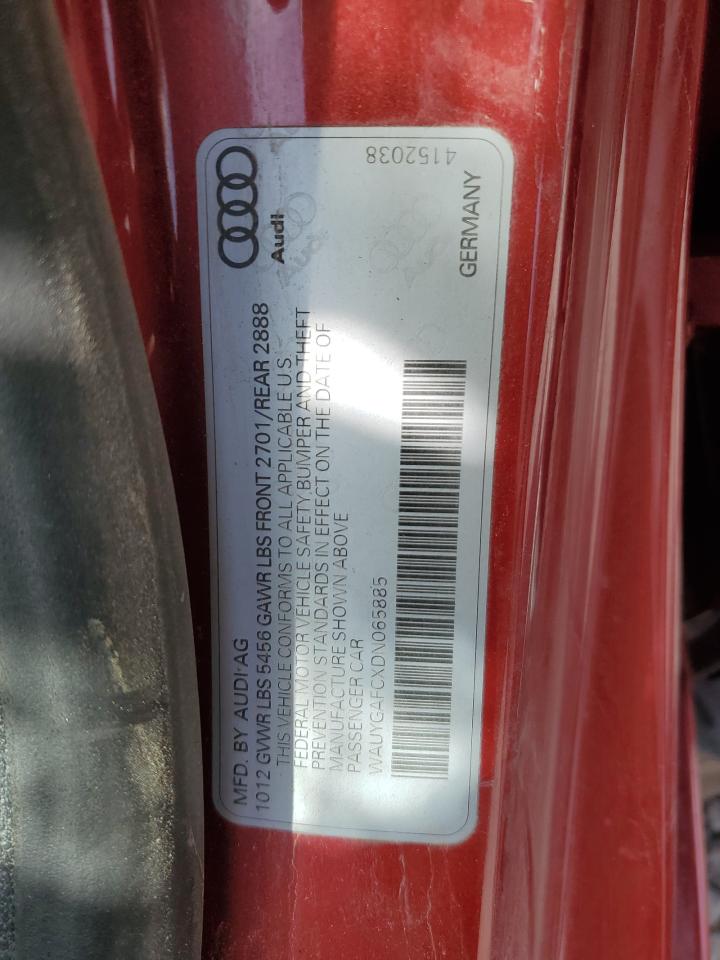 MFD. BY AUDI AG
1012 GVWR LBS 5456 GAWR LBS FRONT 2701/REAR 2888
THIS VEHICLE CONFORMS TO ALL APPLICABLE U.S.
FEDERAL MOTOR VEHICLE SAFETY, BUMPER AND THEFT
PREVENTION STANDARDS IN EFFECT ON THE DATE OF
MANUFACTURE SHOWN ABOVE
PASSENGER CAR
WAUYGAFCXDN065885
Audi
GERMANY
4152038